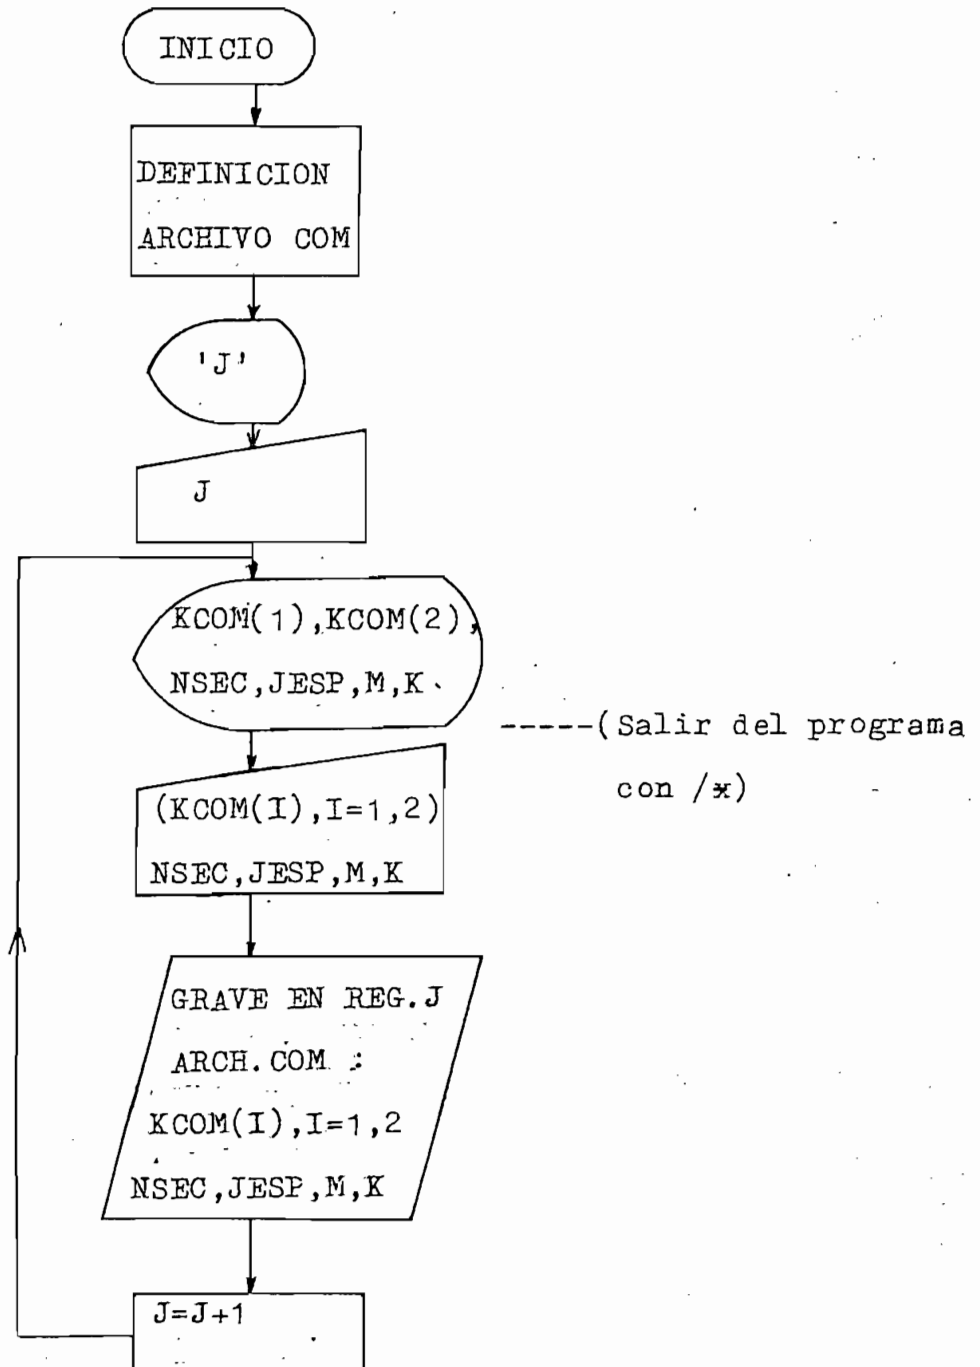 INICIO
DEFINICION
ARCHIVO COM
'J'
J
KCOM(1),KCOM(2),
NSEC,JESP,M,K
-----(Salir del programa
con /*)
(KCOM(I),I=1,2)
NSEC,JESP,M,K
GRAVE EN REG.J
ARCH.COM :
KCOM(I),I=1,2
NSEC,JESP,M,K
J=J+1